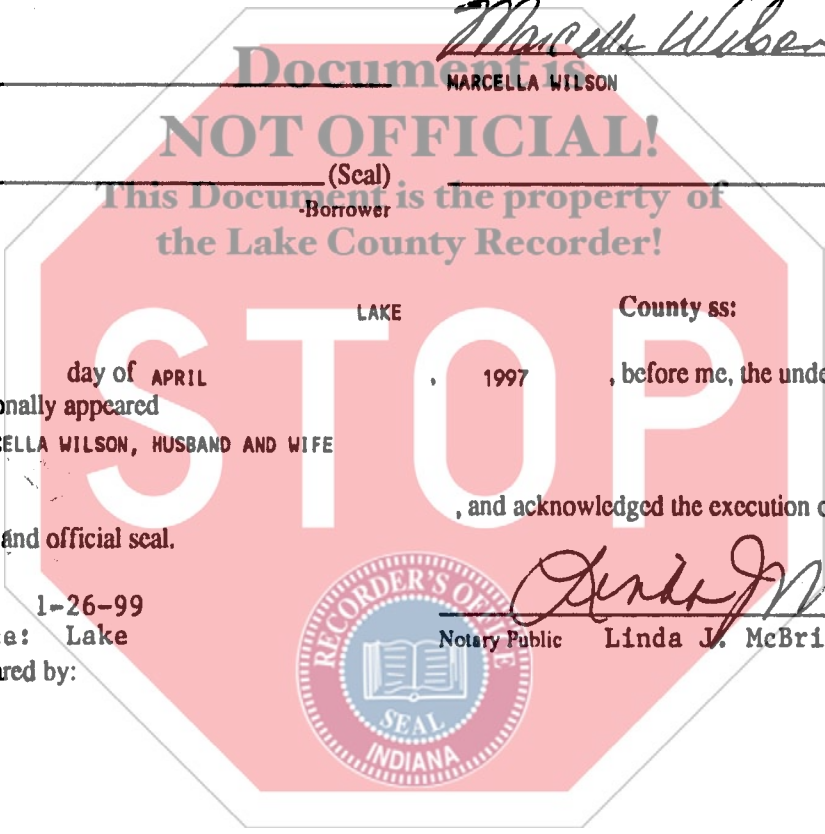 Marcella Wilson
Document is
MARCELLA WILSON
NOT OFFICIAL!
(Seal)
This Document is the property of
-Borrower
the Lake County Recorder!
LAKE County ss:
STOP
day of APRIL , 1997 , before me, the unde
onally appeared
ELLA WILSON, HUSBAND AND WIFE
, and acknowledged the execution o
and official seal.
1-26-99
a: Lake
Notary Public Linda J. McBri
red by:
RECORDER'S OFFICE
SEAL
INDIANA